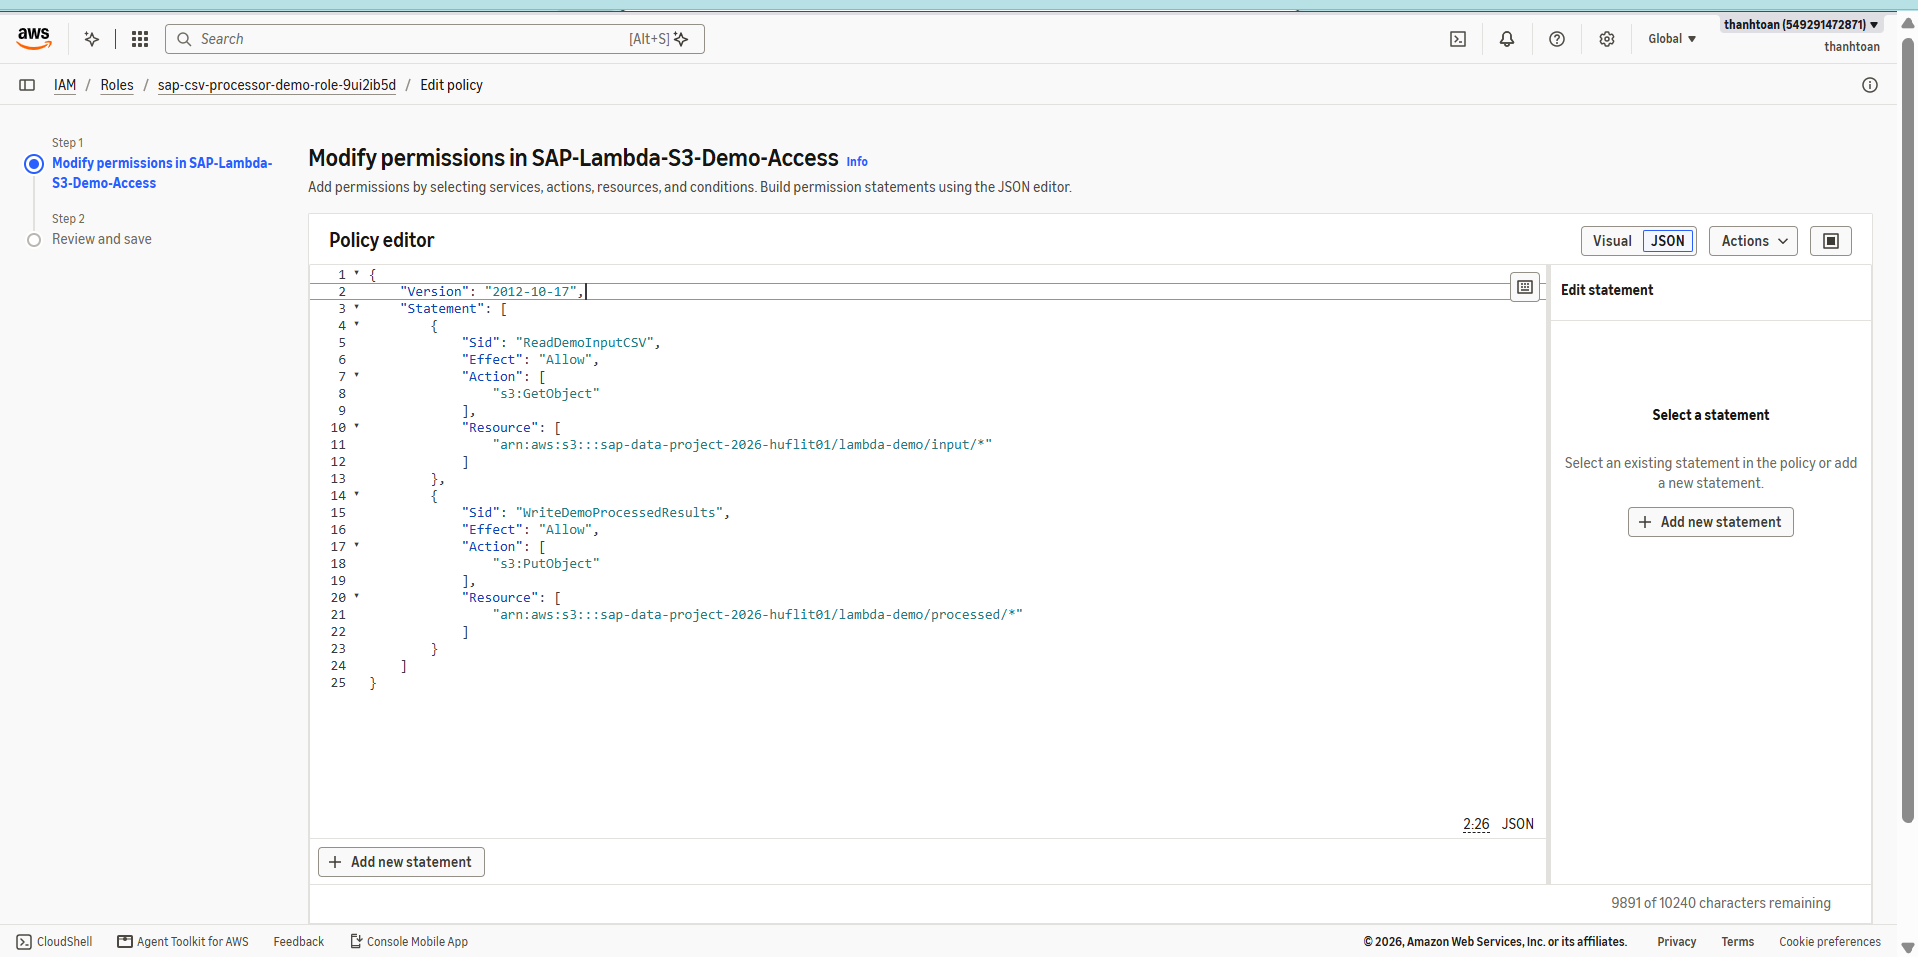 aws
Search
[Alt+S]
Global
thanhtoan (549291472871)
thanhtoan
IAM / Roles / sap-csv-processor-demo-role-9ui2ib5d / Edit policy
Step 1
Modify permissions in SAP-Lambda-
S3-Demo-Access
Step 2
Review and save
Modify permissions in SAP-Lambda-S3-Demo-Access Info
Add permissions by selecting services, actions, resources, and conditions. Build permission statements using the JSON editor.
Policy editor
Visual JSON Actions
1 {
2 "Version": "2012-10-17",
3 "Statement": [
4 {
5 "Sid": "ReadDemoInputCSV",
6 "Effect": "Allow",
7 "Action": [
8 "s3:GetObject"
9 ],
10 "Resource": [
11 "arn:aws:s3:::sap-data-project-2026-huflit01/lambda-demo/input/*"
12 ]
13 },
14 {
15 "Sid": "WriteDemoProcessedResults",
16 "Effect": "Allow",
17 "Action": [
18 "s3:PutObject"
19 ],
20 "Resource": [
21 "arn:aws:s3:::sap-data-project-2026-huflit01/lambda-demo/processed/*"
22 ]
23 }
24 ]
25 }
2:26 JSON
+ Add new statement
Edit statement
Select a statement
Select an existing statement in the policy or add
a new statement.
+ Add new statement
9891 of 10240 characters remaining
CloudShell Agent Toolkit for AWS Feedback Console Mobile App
© 2026, Amazon Web Services, Inc. or its affiliates. Privacy Terms Cookie preferences